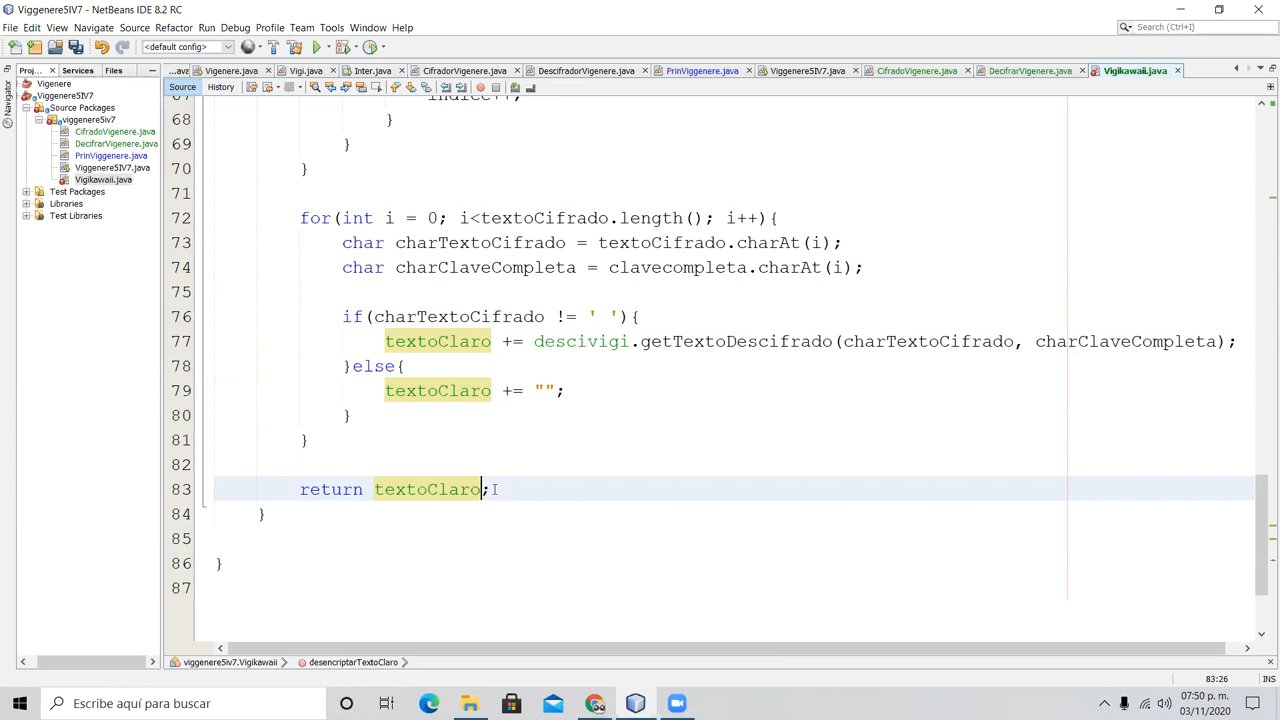 Viggenere5IV7 - NetBeans IDE 8.2 RC
File Edit View Navigate Source Refactor Run Debug Profile Team Tools Window Help
Search (Ctrl+I)
<default config>
Proj... Services Files
...ava Vigenere.java Vigi.java Inter.java CifradorVigenere.java DescifradorVigenere.java PrinViggenere.java Viggenere5IV7.java CifradoVigenere.java DecifrarVigenere.java Vigikawaii.java
Source History
Navigator
Vigenere
Viggenere5IV7
Source Packages
viggenere5iv7
CifradoVigenere.java
DecifrarVigenere.java
PrinViggenere.java
Viggenere5IV7.java
Vigikawaii.java
Test Packages
Libraries
Test Libraries
67 indice++;
68 }
69 }
70 }
71
72 for(int i = 0; i<textoCifrado.length(); i++){
73 char charTextoCifrado = textoCifrado.charAt(i);
74 char charClaveCompleta = clavecompleta.charAt(i);
75
76 if(charTextoCifrado != ' '){
77 textoClaro += descivigi.getTextoDescifrado(charTextoCifrado, charClaveCompleta);
78 }else{
79 textoClaro += "";
80 }
81 }
82
83 return textoClaro;
84 }
85
86 }
87
viggenere5iv7.Vigikawaii desencriptarTextoClaro
83:26 INS
Escribe aquí para buscar
07:50 p. m.
03/11/2020